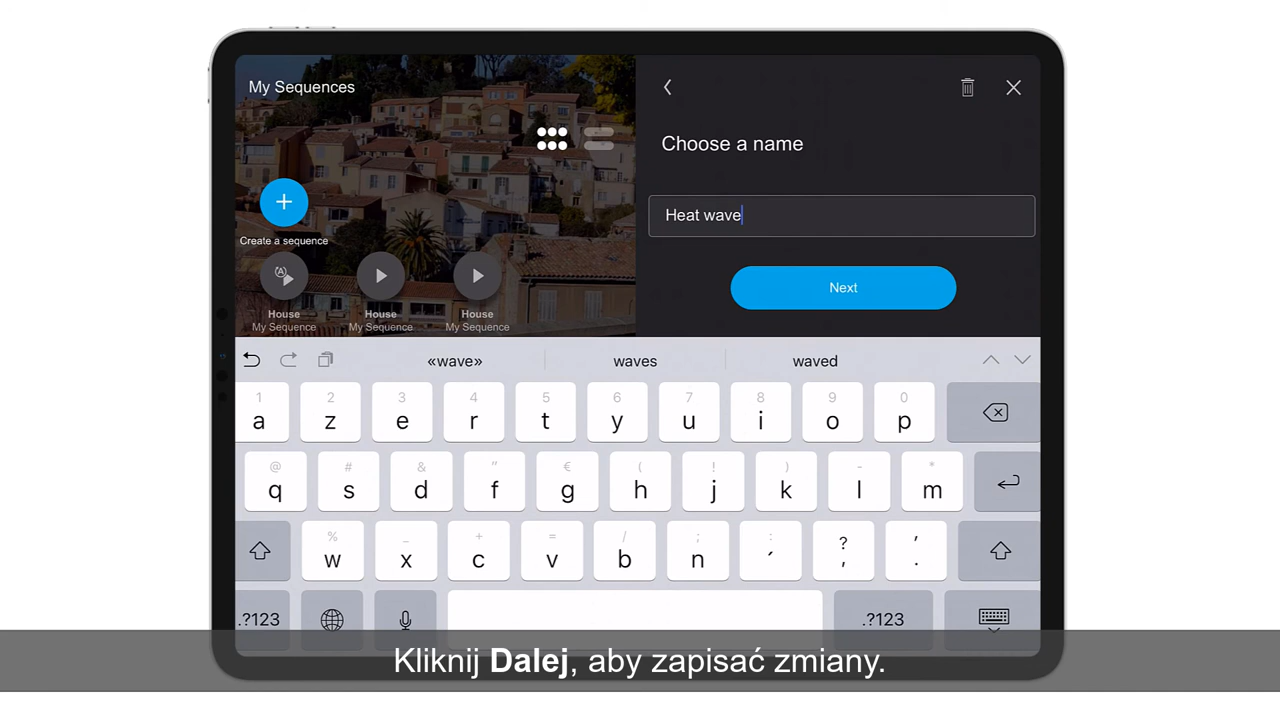 My Sequences
Create a sequence
House
My Sequence
House
My Sequence
House
My Sequence
Choose a name
Heat wave
Next
«wave» waves waved
1 2 3 4 5 6 7 8 9 0
a z e r t y u i o p
@ # & " € ( ! ) - *
q s d f g h j k l m
% _ + = / ; : ? '
w x c v b n ´ , .
.?123 .?123
Kliknij Dalej, aby zapisać zmiany.